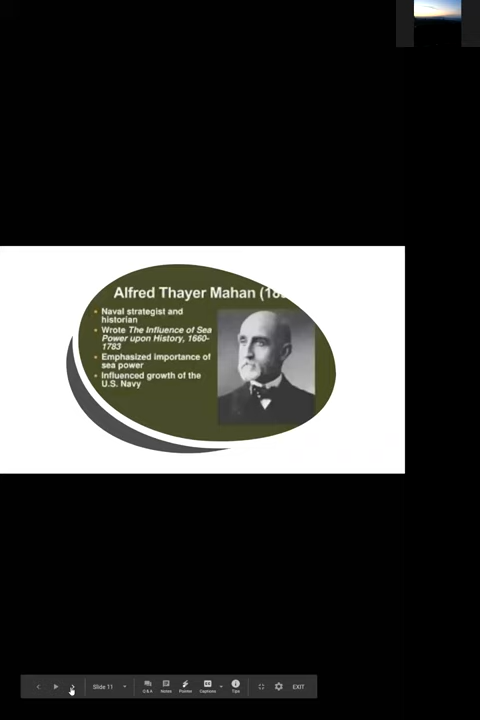 Alfred Thayer Mahan (18
Naval strategist and
historian
Wrote The Influence of Sea
Power upon History, 1660-
1783
Emphasized importance of
sea power
Influenced growth of the
U.S. Navy
Slide 11
Q&A
Notes
Pointer
Captions
Tips
EXIT